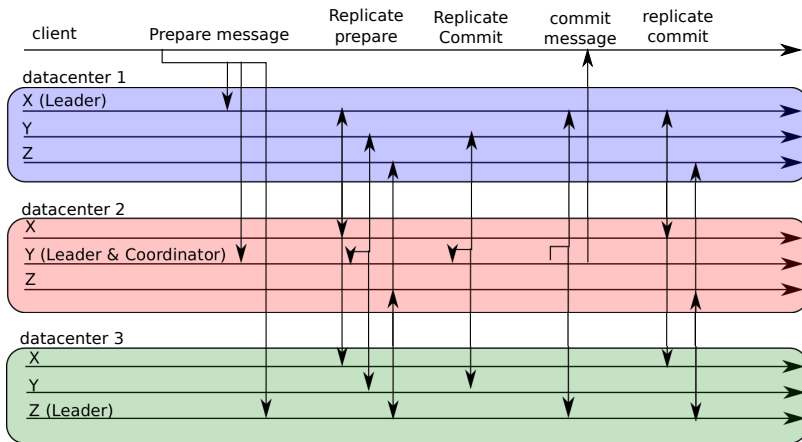 client
Prepare message
Replicate
prepare
Replicate
Commit
commit
message
replicate
commit
datacenter 1
X (Leader)
Y
Z
datacenter 2
X
Y (Leader & Coordinator)
Z
datacenter 3
X
Y
Z (Leader)